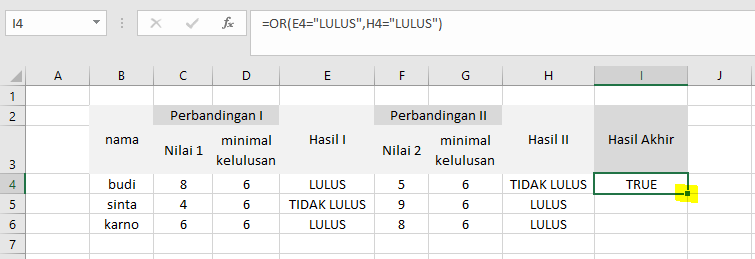 I4 fx =OR(E4="LULUS",H4="LULUS")
A B C D E F G H I J
1
2 Perbandingan I Perbandingan II
nama Hasil I Hasil II Hasil Akhir
3 Nilai 1 minimal kelulusan Nilai 2 minimal kelulusan
4 budi 8 6 LULUS 5 6 TIDAK LULUS TRUE
5 sinta 4 6 TIDAK LULUS 9 6 LULUS
6 karno 6 6 LULUS 8 6 LULUS
7